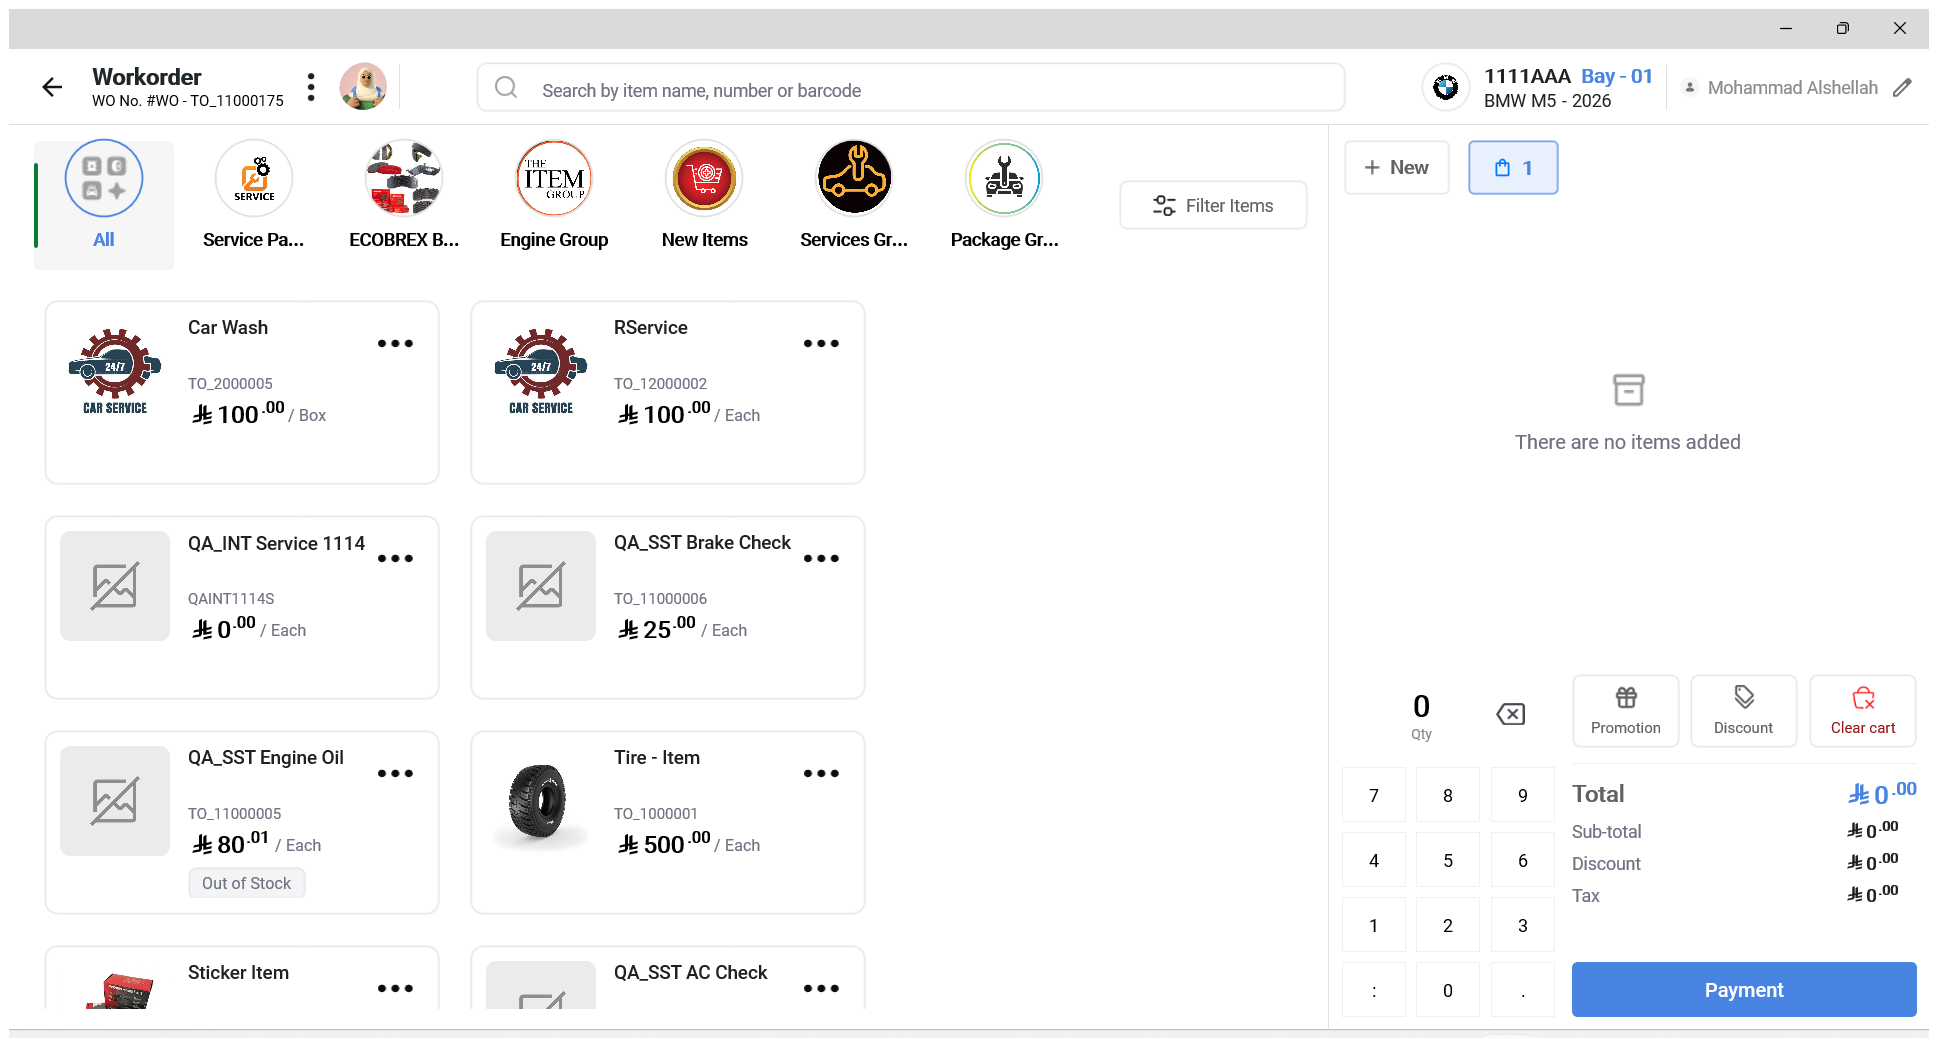 Workorder
WO No. #WO - TO_11000175
Search by item name, number or barcode
1111AAA Bay - 01
BMW M5 - 2026
Mohammad Alshellah
All
SERVICE
Service Pa...
ECOBREX B...
THE
ITEM
GROUP
Engine Group
New Items
Services Gr...
Package Gr...
Filter Items
+ New
1
Car Wash
24/7
CAR SERVICE
TO_2000005
100.00 / Box
RService
24/7
CAR SERVICE
TO_12000002
100.00 / Each
There are no items added
QA_INT Service 1114
QAINT1114S
0.00 / Each
QA_SST Brake Check
TO_11000006
25.00 / Each
QA_SST Engine Oil
TO_11000005
80.01 / Each
Out of Stock
Tire - Item
TO_1000001
500.00 / Each
Sticker Item
QA_SST AC Check
0
Qty
Promotion
Discount
Clear cart
7 8 9
4 5 6
1 2 3
: 0 .
Total 0.00
Sub-total 0.00
Discount 0.00
Tax 0.00
Payment